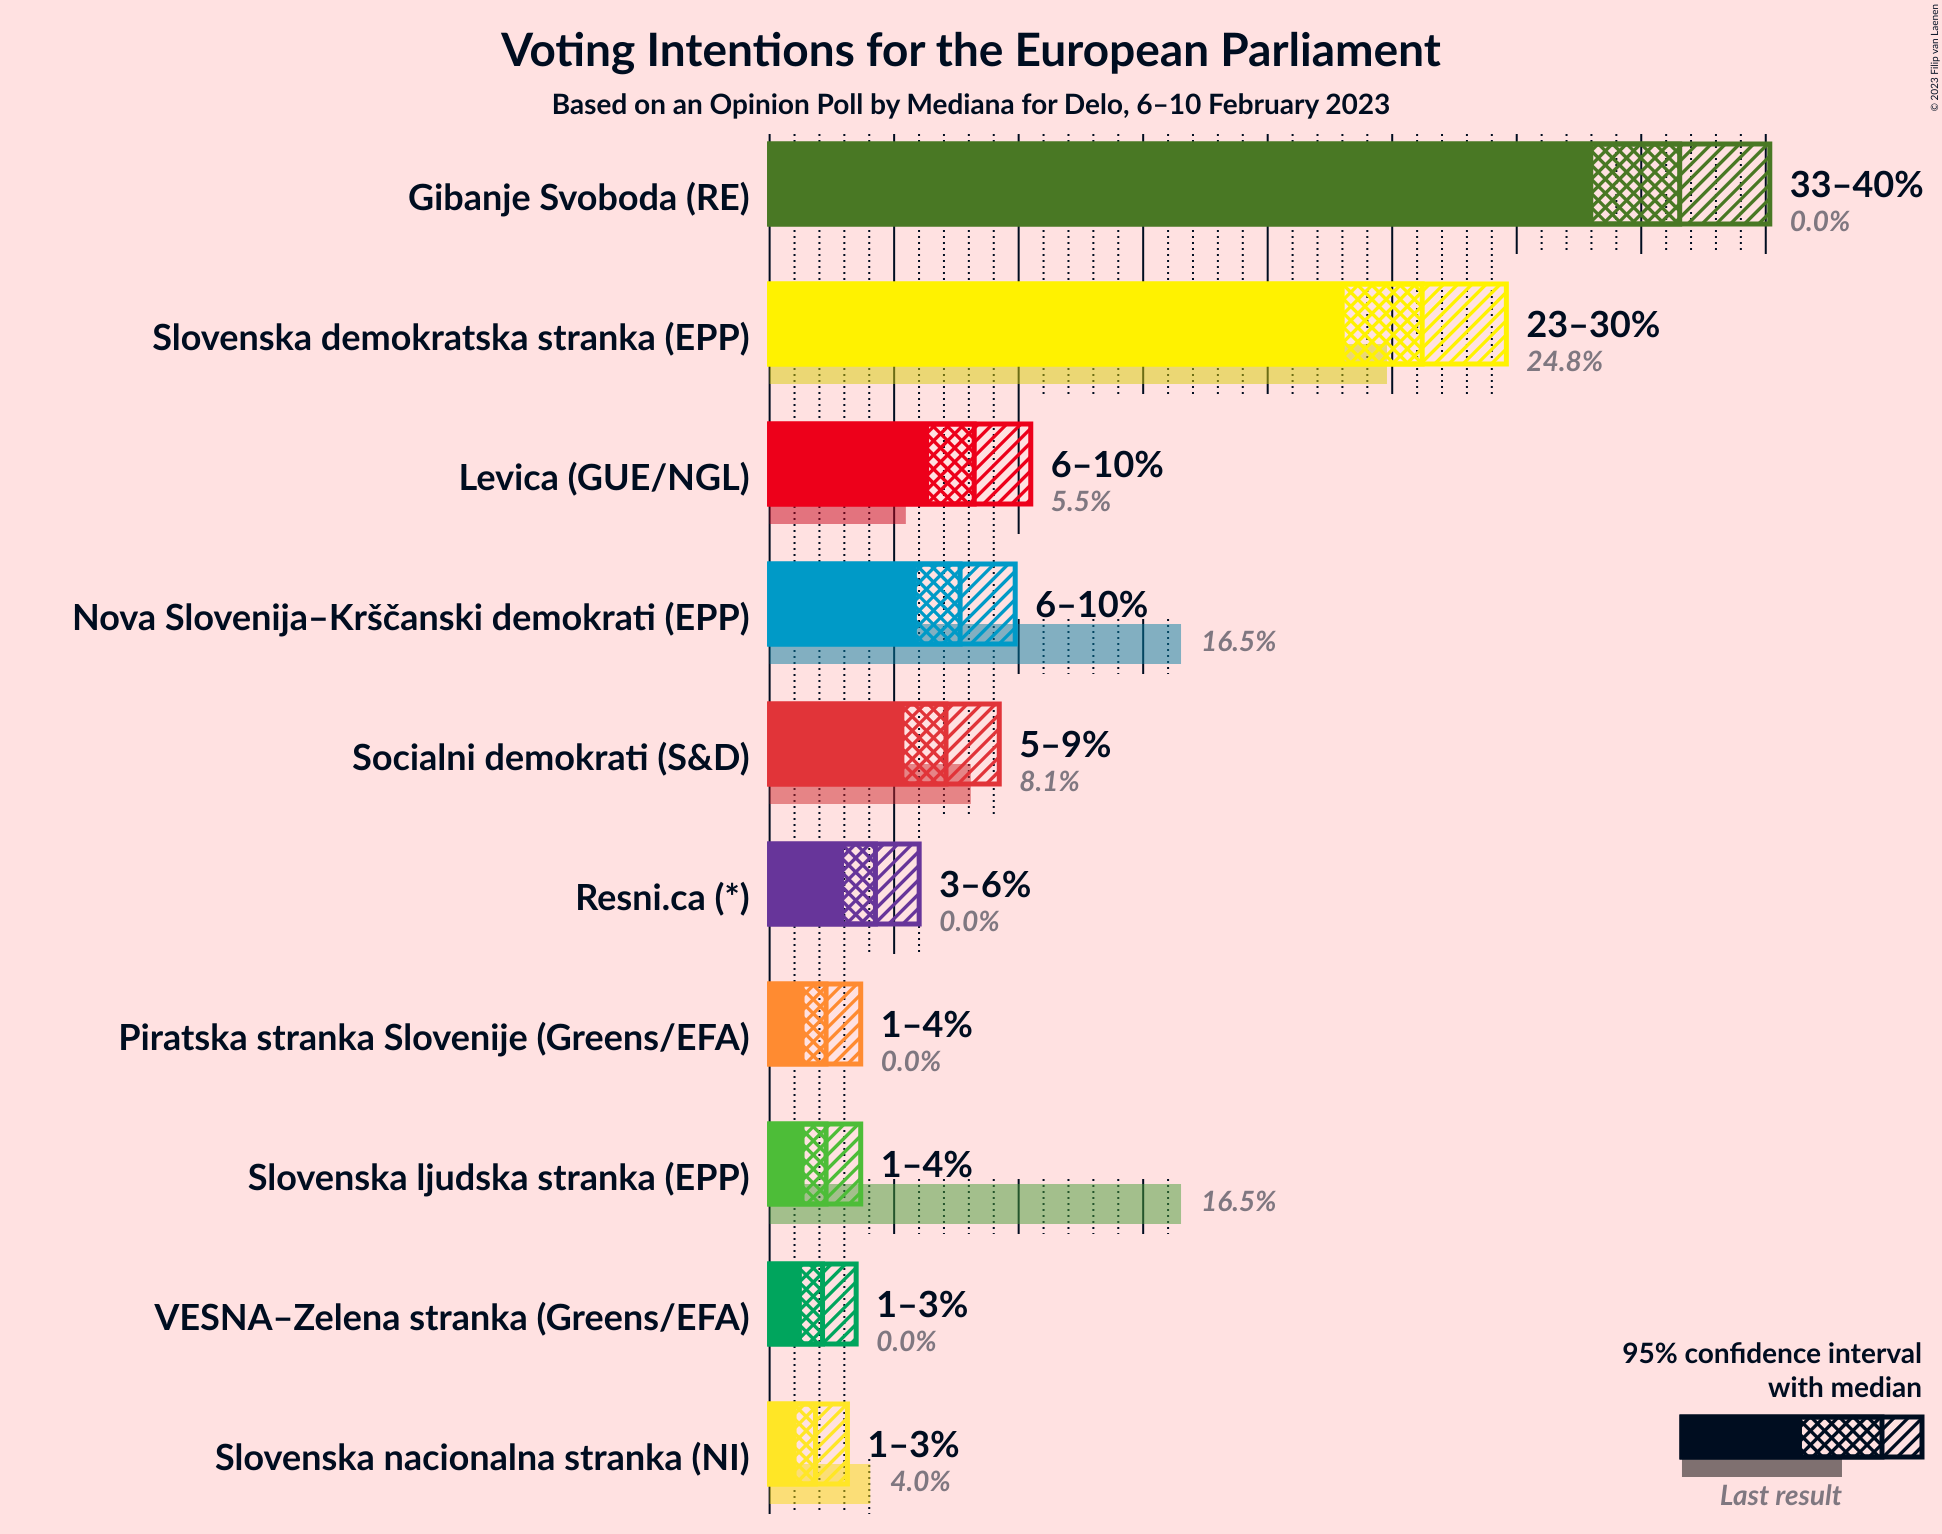 Voting Intentions for the European Parliament
Based on an Opinion Poll by Mediana for Delo, 6–10 February 2023
© 2023 Filip van Laenen
Gibanje Svoboda (RE)
33–40%
0.0%
Slovenska demokratska stranka (EPP)
23–30%
24.8%
Levica (GUE/NGL)
6–10%
5.5%
Nova Slovenija–Krščanski demokrati (EPP)
6–10%
16.5%
Socialni demokrati (S&D)
5–9%
8.1%
Resni.ca (*)
3–6%
0.0%
Piratska stranka Slovenije (Greens/EFA)
1–4%
0.0%
Slovenska ljudska stranka (EPP)
1–4%
16.5%
VESNA–Zelena stranka (Greens/EFA)
1–3%
0.0%
Slovenska nacionalna stranka (NI)
1–3%
4.0%
95% confidence interval
with median
Last result